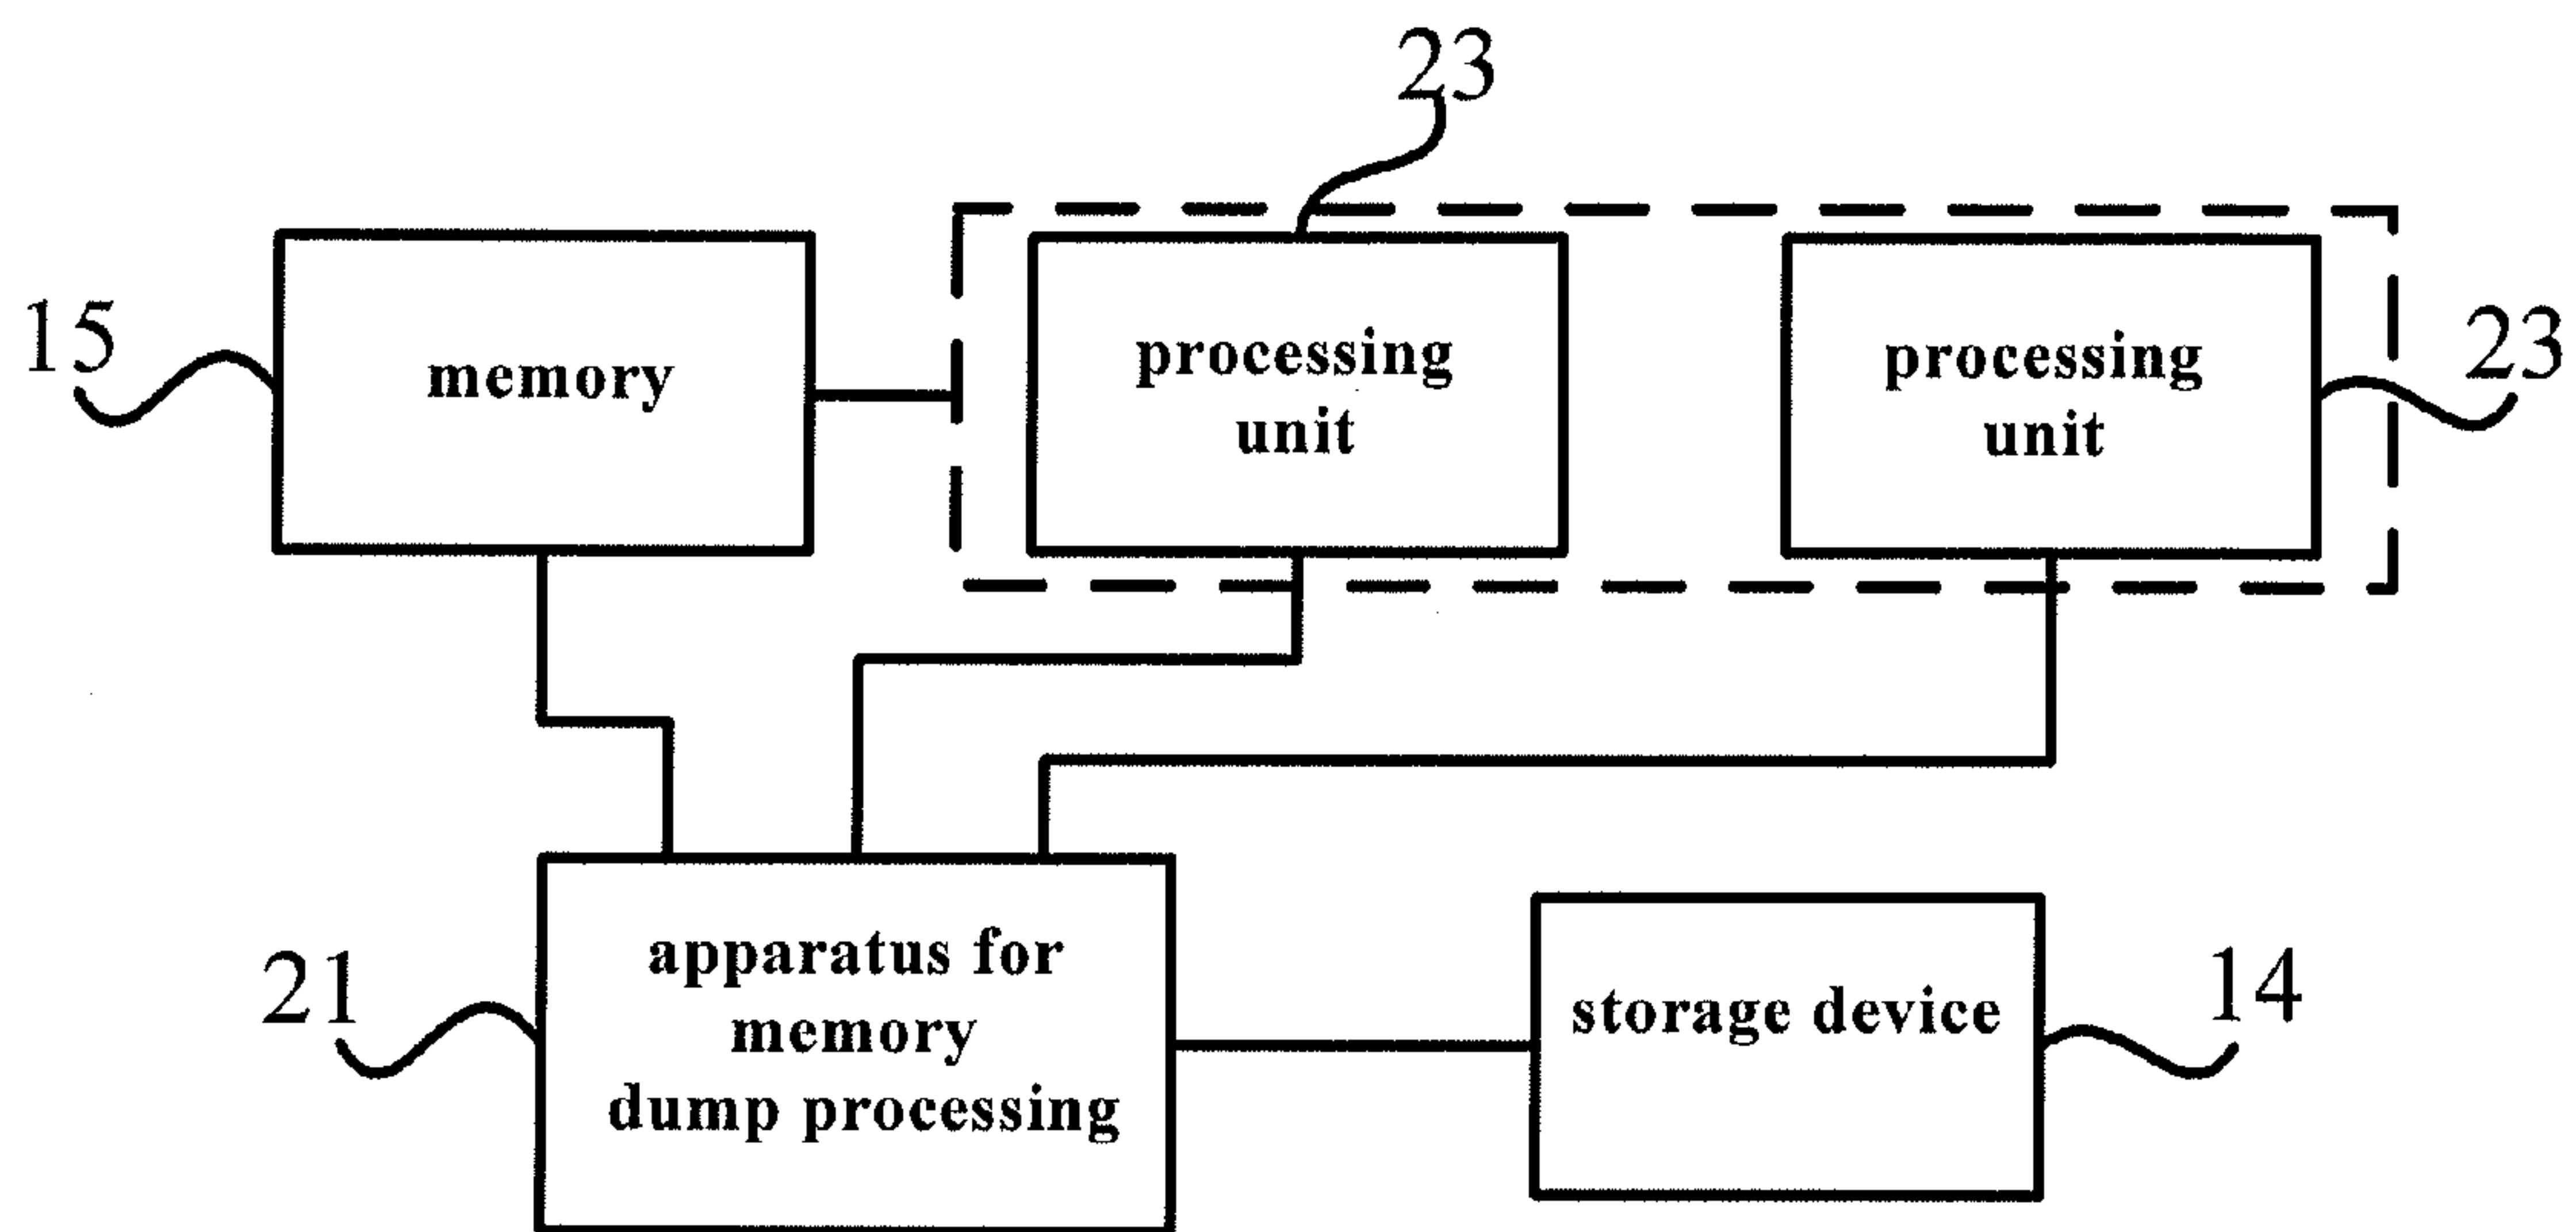 23
15
memory
processing
unit
processing
unit
23
21
apparatus for
memory
dump processing
storage device
14